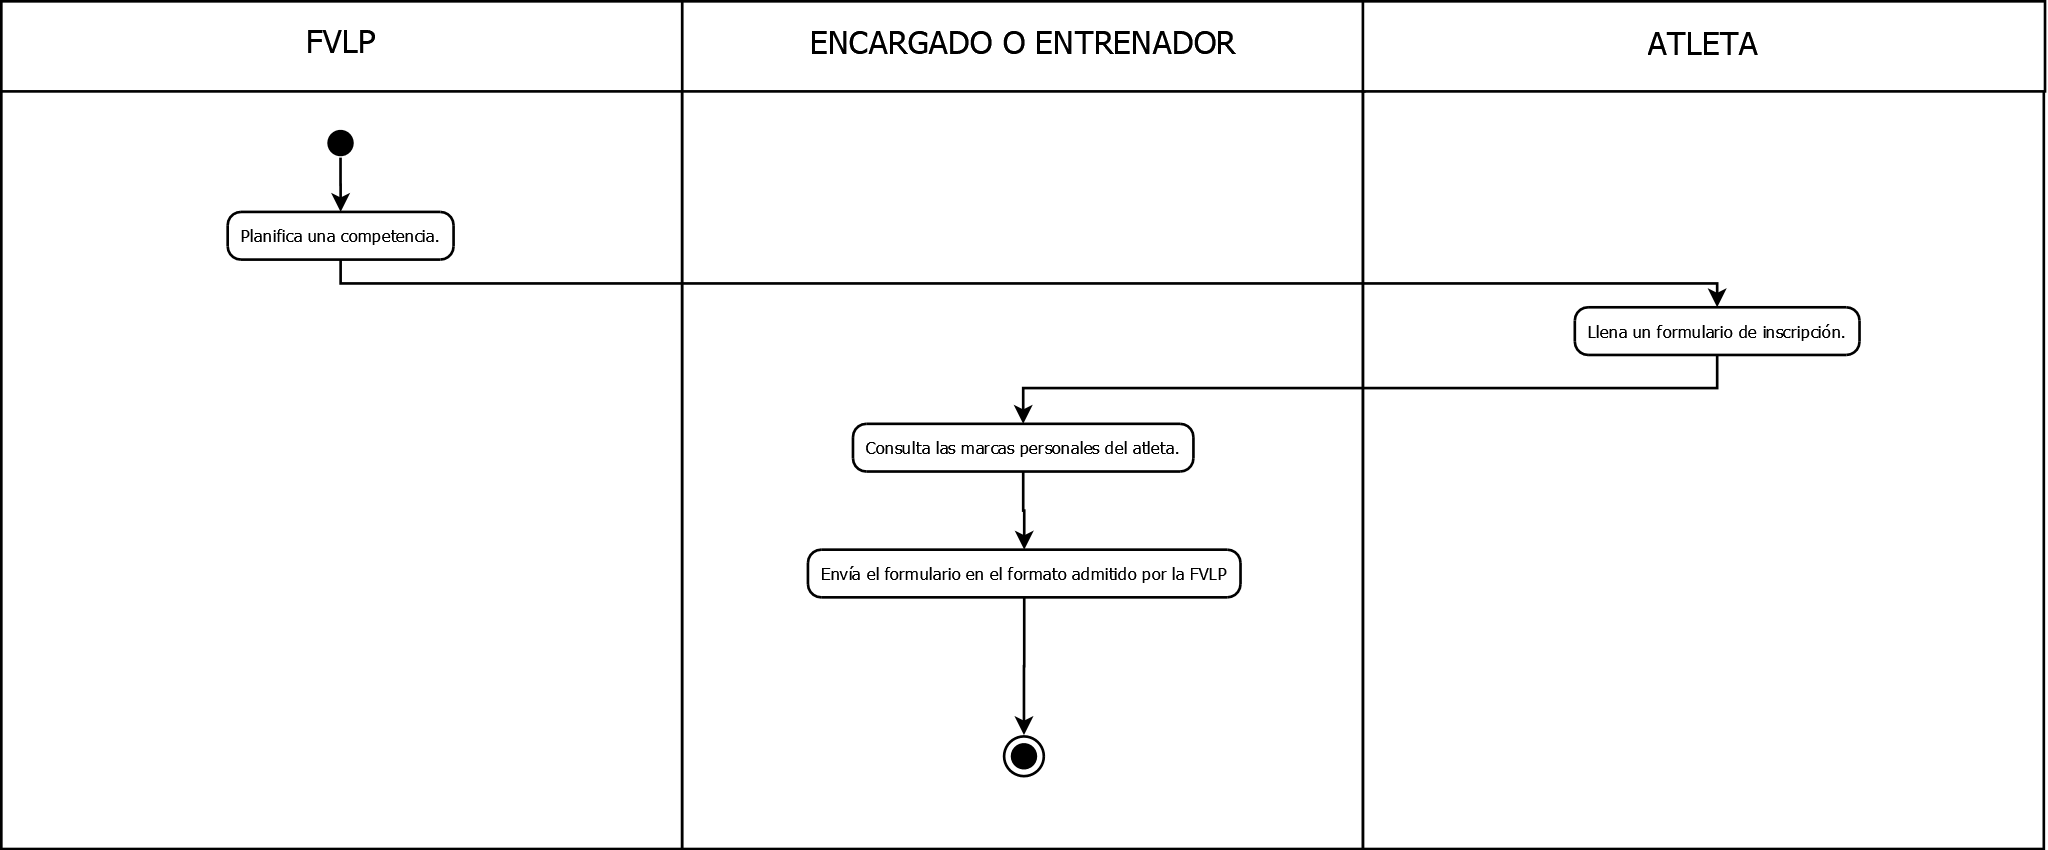 FVLP
ENCARGADO O ENTRENADOR
ATLETA
Planifica una competencia.
Llena un formulario de inscripción.
Consulta las marcas personales del atleta.
Envía el formulario en el formato admitido por la FVLP